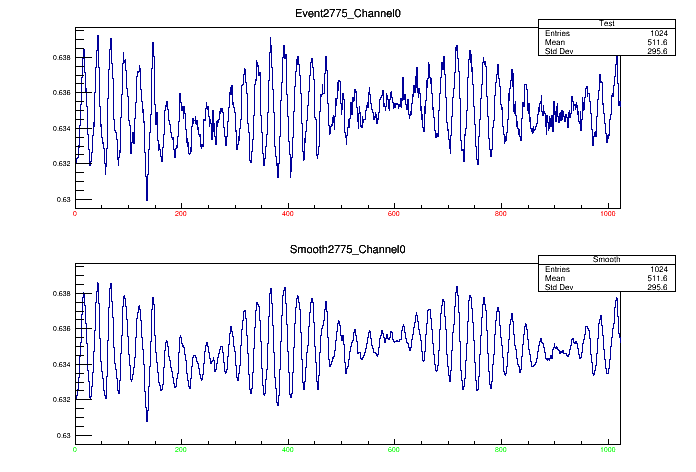 Event2775_Channel0
Test
Entries 1024
Mean 511.6
Std Dev 295.6
0.638
0.636
0.634
0.632
0.63
0 200 400 600 800 1000
Smooth2775_Channel0
Smooth
Entries 1024
Mean 511.6
Std Dev 295.6
0.638
0.636
0.634
0.632
0.63
0 200 400 600 800 1000